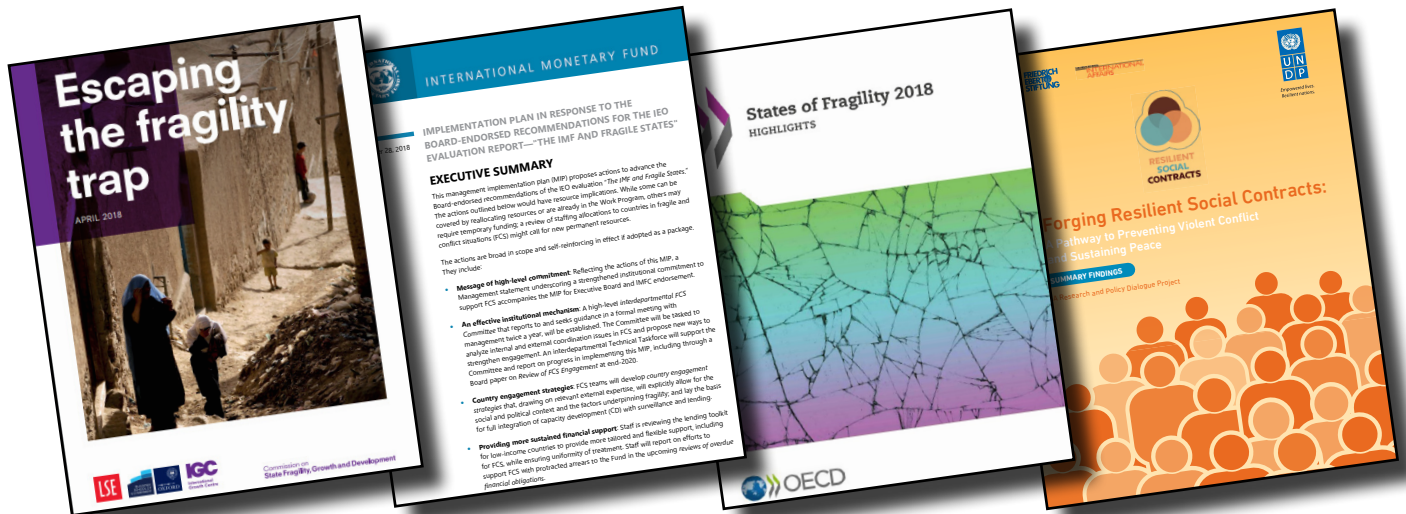 Escaping
the fragility
trap
APRIL 2018
LSE
IGC
International
Growth Centre
Commission on
State Fragility, Growth and Development
INTERNATIONAL MONETARY FUND
28, 2018
IMPLEMENTATION PLAN IN RESPONSE TO THE
BOARD-ENDORSED RECOMMENDATIONS FOR THE IEO
EVALUATION REPORT—“THE IMF AND FRAGILE STATES”
EXECUTIVE SUMMARY
This management implementation plan (MIP) proposes actions to advance the
Board-endorsed recommendations of the IEO evaluation “The IMF and Fragile States.”
The actions outlined below would have resource implications. While some can be
covered by reallocating resources or are already in the Work Program, others may
require temporary funding; a review of staffing allocations to countries in fragile and
conflict situations (FCS) might call for new permanent resources.
The actions are broad in scope and self-reinforcing in effect if adopted as a package.
They include:
• Message of high-level commitment: Reflecting the actions of this MIP, a
Management statement underscoring a strengthened institutional commitment to
support FCS accompanies the MIP for Executive Board and IMFC endorsement.
• An effective institutional mechanism: A high-level interdepartmental FCS
Committee that reports to and seeks guidance in a formal meeting with
management twice a year, will be established. The Committee will be tasked to
analyze internal and external coordination issues in FCS and propose new ways to
strengthen engagement. An interdepartmental Technical Taskforce will support the
Committee and report on progress in implementing this MIP, including through a
Board paper on Review of FCS Engagement at end-2020.
• Country engagement strategies: FCS teams will develop country engagement
strategies that, drawing on relevant external expertise, will explicitly allow for the
social and political context and the factors underpinning fragility; and lay the basis
for full integration of capacity development (CD) with surveillance and lending.
• Providing more sustained financial support: Staff is reviewing the lending toolkit
for low-income countries to provide more tailored and flexible support, including
for FCS, while ensuring uniformity of treatment. Staff will report on efforts to
support FCS with protracted arrears to the Fund in the upcoming reviews of overdue
financial obligations.
States of Fragility 2018
HIGHLIGHTS
OECD
FRIEDRICH
EBERT
STIFTUNG
INTERNATIONAL
AFFAIRS
U N
D P
Empowered lives.
Resilient nations.
RESILIENT
SOCIAL
CONTRACTS
Forging Resilient Social Contracts:
Pathway to Preventing Violent Conflict
and Sustaining Peace
SUMMARY FINDINGS
Research and Policy Dialogue Project